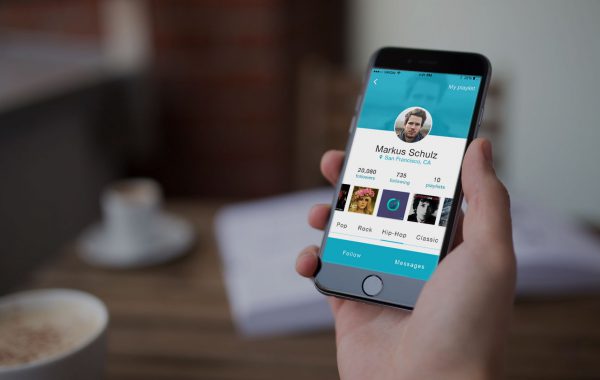 My playlist
Markus Schulz
San Francisco, CA
20,080 735 10
followers following playlists
Pop Rock Hip-Hop Classic
Follow Messages